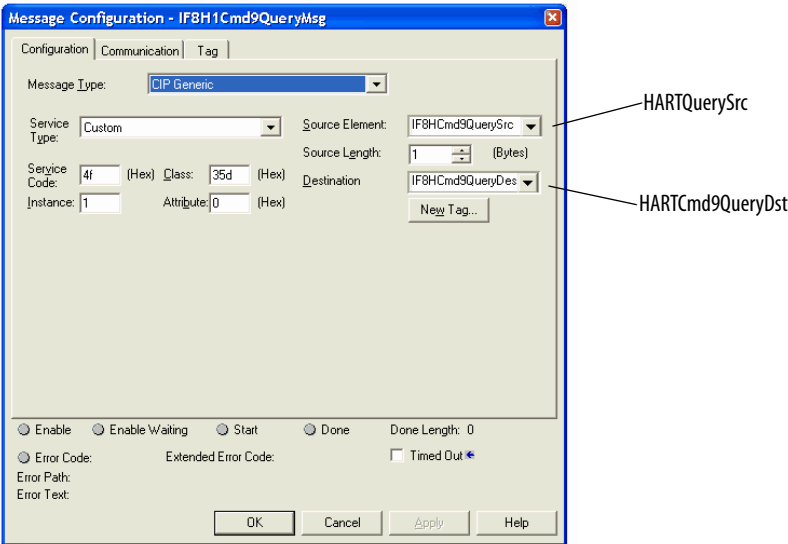 Message Configuration - IF8H1Cmd9QueryMsg
Configuration Communication Tag
Message Type: CIP Generic
Service Type: Custom
Source Element: IF8HCmd9QuerySrc
Source Length: 1 (Bytes)
Service Code: 4f (Hex) Class: 35d (Hex)
Destination IF8HCmd9QueryDes
Instance: 1 Attribute: 0 (Hex)
New Tag...
HARTQuerySrc
HARTCmd9QueryDst
Enable Enable Waiting Start Done Done Length: 0
Error Code: Extended Error Code: Timed Out
Error Path:
Error Text:
OK Cancel Apply Help